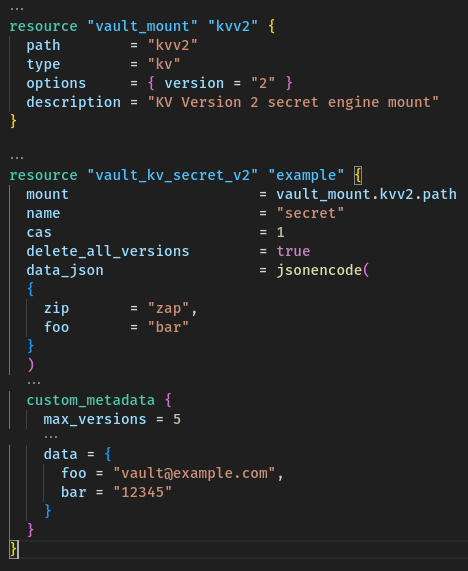 ...
resource "vault_mount" "kvv2" {
  path        = "kvv2"
  type        = "kv"
  options     = { version = "2" }
  description = "KV Version 2 secret engine mount"
}
...
resource "vault_kv_secret_v2" "example" {
  mount                      = vault_mount.kvv2.path
  name                       = "secret"
  cas                        = 1
  delete_all_versions        = true
  data_json                  = jsonencode(
  {
    zip       = "zap",
    foo       = "bar"
  }
  )
  ...
  custom_metadata {
    max_versions = 5
    ...
    data = {
      foo = "vault@example.com",
      bar = "12345"
    }
  }
}